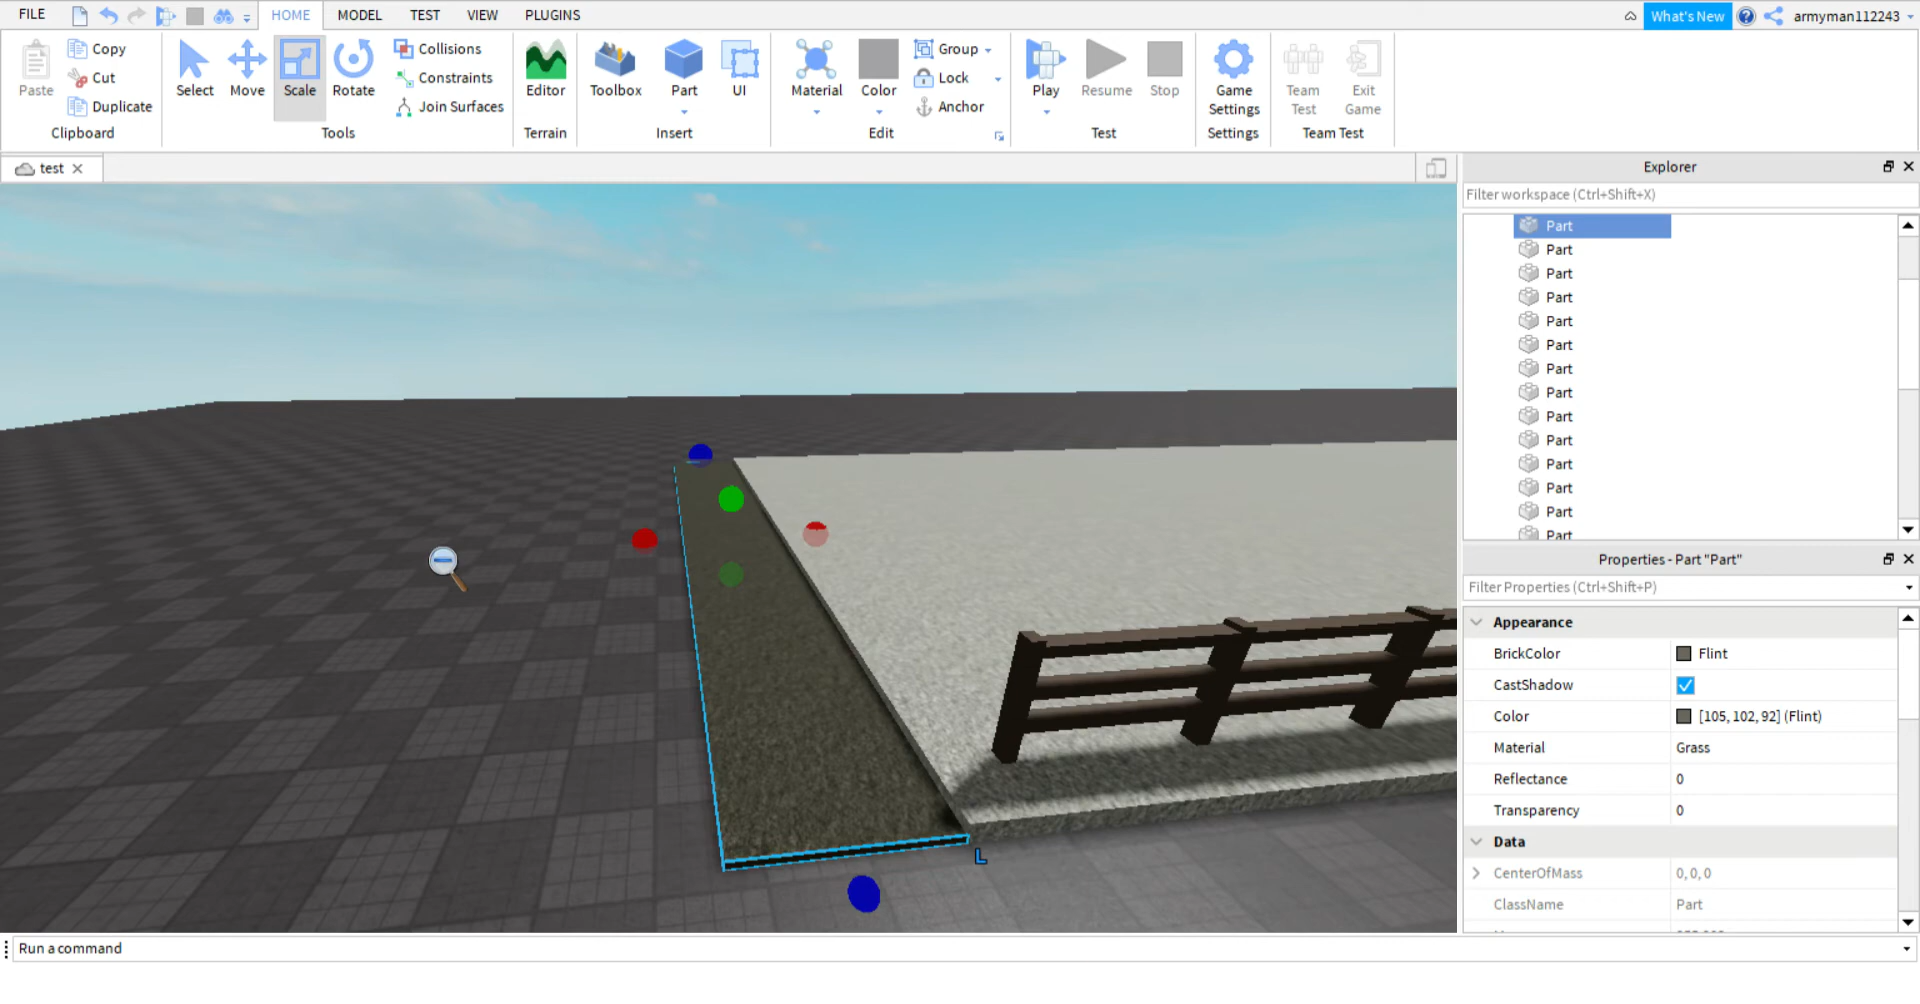 FILE HOME MODEL TEST VIEW PLUGINS What's New armyman112243
Paste Copy Cut Duplicate
Clipboard
Select Move Scale Rotate Collisions Constraints Join Surfaces
Tools
Editor
Terrain
Toolbox Part UI
Insert
Material Color Group Lock Anchor
Edit
Play Resume Stop
Test
Game Settings
Settings
Team Test Exit Game
Team Test
test
Explorer
Filter workspace (Ctrl+Shift+X)
Part
Part
Part
Part
Part
Part
Part
Part
Part
Part
Part
Part
Part
Part
Properties - Part "Part"
Filter Properties (Ctrl+Shift+P)
Appearance
BrickColor Flint
CastShadow
Color [105, 102, 92] (Flint)
Material Grass
Reflectance 0
Transparency 0
Data
CenterOfMass 0, 0, 0
ClassName Part
L
Run a command